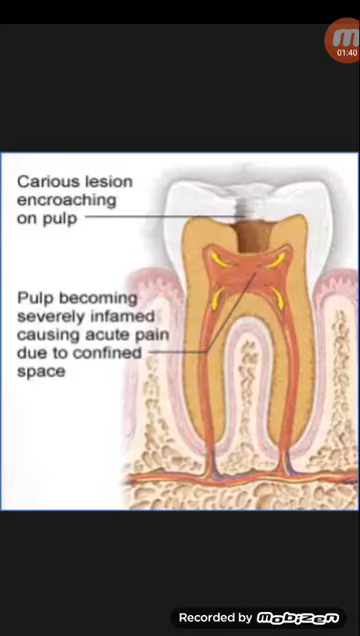 01:40
Carious lesion
encroaching
on pulp
Pulp becoming
severely infamed
causing acute pain
due to confined
space
Recorded by Mobizen